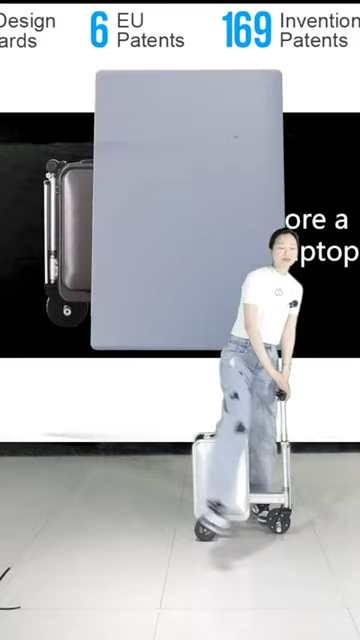 Design
ards
6 EU
Patents
169 Invention
Patents
ore a
ptop